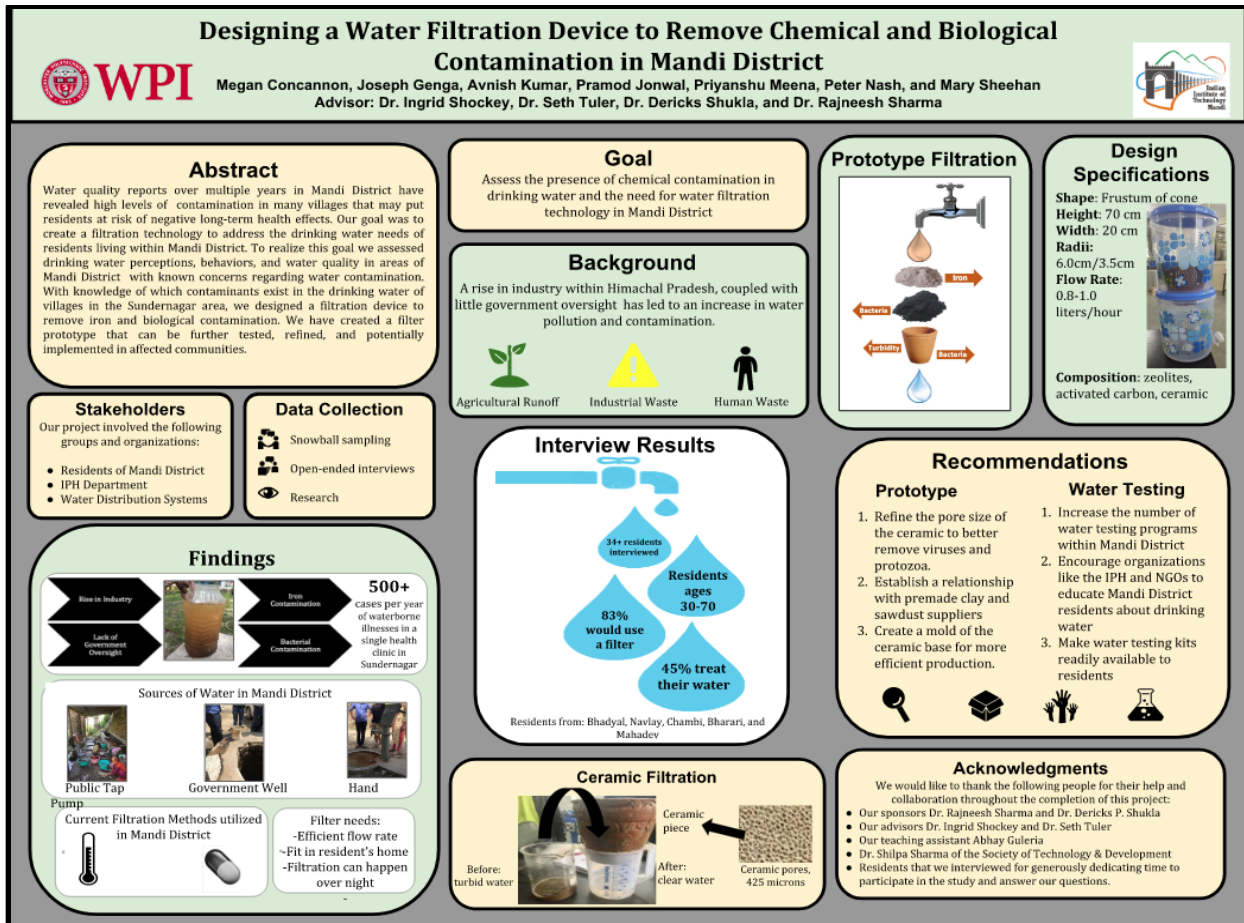 Designing a Water Filtration Device to Remove Chemical and Biological
Contamination in Mandi District
WPI
Megan Concannon, Joseph Genga, Avnish Kumar, Pramod Jonwal, Priyanshu Meena, Peter Nash, and Mary Sheehan
Advisor: Dr. Ingrid Shockey, Dr. Seth Tuler, Dr. Dericks Shukla, and Dr. Rajneesh Sharma
Indian
Institute of
Technology
Mandi
Abstract
Water quality reports over multiple years in Mandi District have
revealed high levels of contamination in many villages that may put
residents at risk of negative long-term health effects. Our goal was to
create a filtration technology to address the drinking water needs of
residents living within Mandi District. To realize this goal we assessed
drinking water perceptions, behaviors, and water quality in areas of
Mandi District with known concerns regarding water contamination.
With knowledge of which contaminants exist in the drinking water of
villages in the Sundernagar area, we designed a filtration device to
remove iron and biological contamination. We have created a filter
prototype that can be further tested, refined, and potentially
implemented in affected communities.
Stakeholders
Our project involved the following
groups and organizations:
● Residents of Mandi District
● IPH Department
● Water Distribution Systems
Data Collection
Snowball sampling
Open-ended interviews
Research
Findings
Rise in Industry
Lack of
Government
Oversight
Iron
Contamination
Bacterial
Contamination
500+
cases per year
of waterborne
illnesses in a
single health
clinic in
Sundernagar
Sources of Water in Mandi District
Public Tap Government Well Hand
Pump
Current Filtration Methods utilized
in Mandi District
Filter needs:
-Efficient flow rate
-Fit in resident's home
-Filtration can happen
over night
-
Goal
Assess the presence of chemical contamination in
drinking water and the need for water filtration
technology in Mandi District
Background
A rise in industry within Himachal Pradesh, coupled with
little government oversight has led to an increase in water
pollution and contamination.
Agricultural Runoff Industrial Waste Human Waste
Interview Results
34+ residents
interviewed
Residents
ages
30-70
83%
would use
a filter
45% treat
their water
Residents from: Bhadyal, Navlay, Chambi, Bharari, and
Mahadev
Ceramic Filtration
Before:
turbid water
Ceramic
piece
After:
clear water
Ceramic pores,
425 microns
Prototype Filtration
Iron
Bacteria
Turbidity
Bacteria
Design
Specifications
Shape: Frustum of cone
Height: 70 cm
Width: 20 cm
Radii:
6.0cm/3.5cm
Flow Rate:
0.8-1.0
liters/hour
Composition: zeolites,
activated carbon, ceramic
Recommendations
Prototype
1. Refine the pore size of
the ceramic to better
remove viruses and
protozoa.
2. Establish a relationship
with premade clay and
sawdust suppliers
3. Create a mold of the
ceramic base for more
efficient production.
Water Testing
1. Increase the number of
water testing programs
within Mandi District
2. Encourage organizations
like the IPH and NGOs to
educate Mandi District
residents about drinking
water
3. Make water testing kits
readily available to
residents
Acknowledgments
We would like to thank the following people for their help and
collaboration throughout the completion of this project:
● Our sponsors Dr. Rajneesh Sharma and Dr. Dericks P. Shukla
● Our advisors Dr. Ingrid Shockey and Dr. Seth Tuler
● Our teaching assistant Abhay Guleria
● Dr. Shilpa Sharma of the Society of Technology & Development
● Residents that we interviewed for generously dedicating time to
participate in the study and answer our questions.